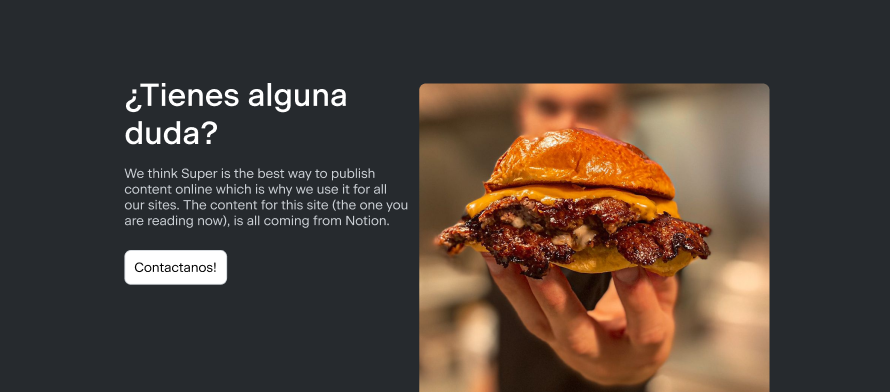 ¿Tienes alguna
duda?
We think Super is the best way to publish
content online which is why we use it for all
our sites. The content for this site (the one you
are reading now), is all coming from Notion.
Contactanos!